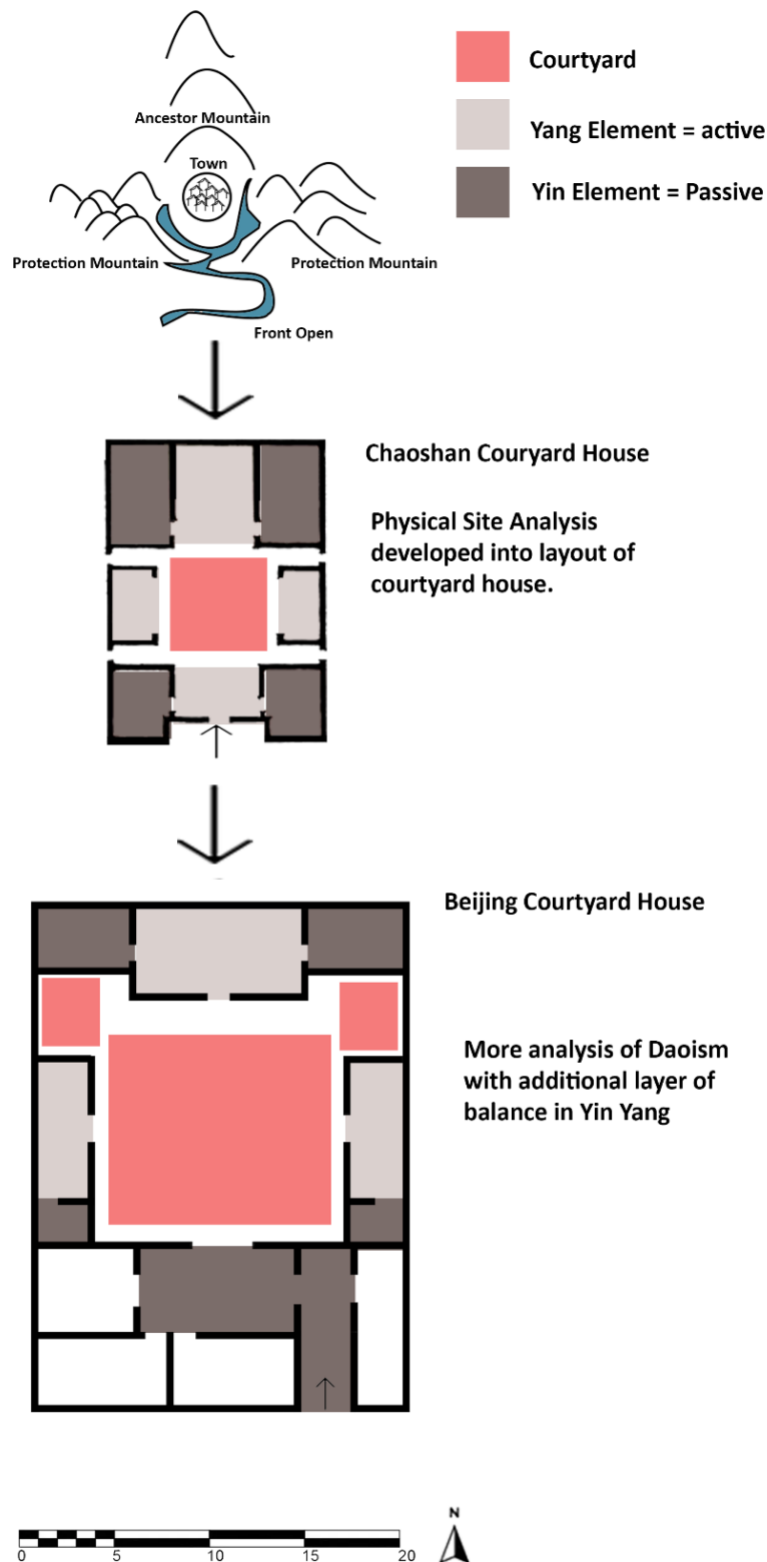 Courtyard
Yang Element = active
Yin Element = Passive
Ancestor Mountain
Town
Protection Mountain
Protection Mountain
Front Open
Chaoshan Couryard House
Physical Site Analysis
developed into layout of
courtyard house.
Beijing Courtyard House
More analysis of Daoism
with additional layer of
balance in Yin Yang
N
0 5 10 15 20